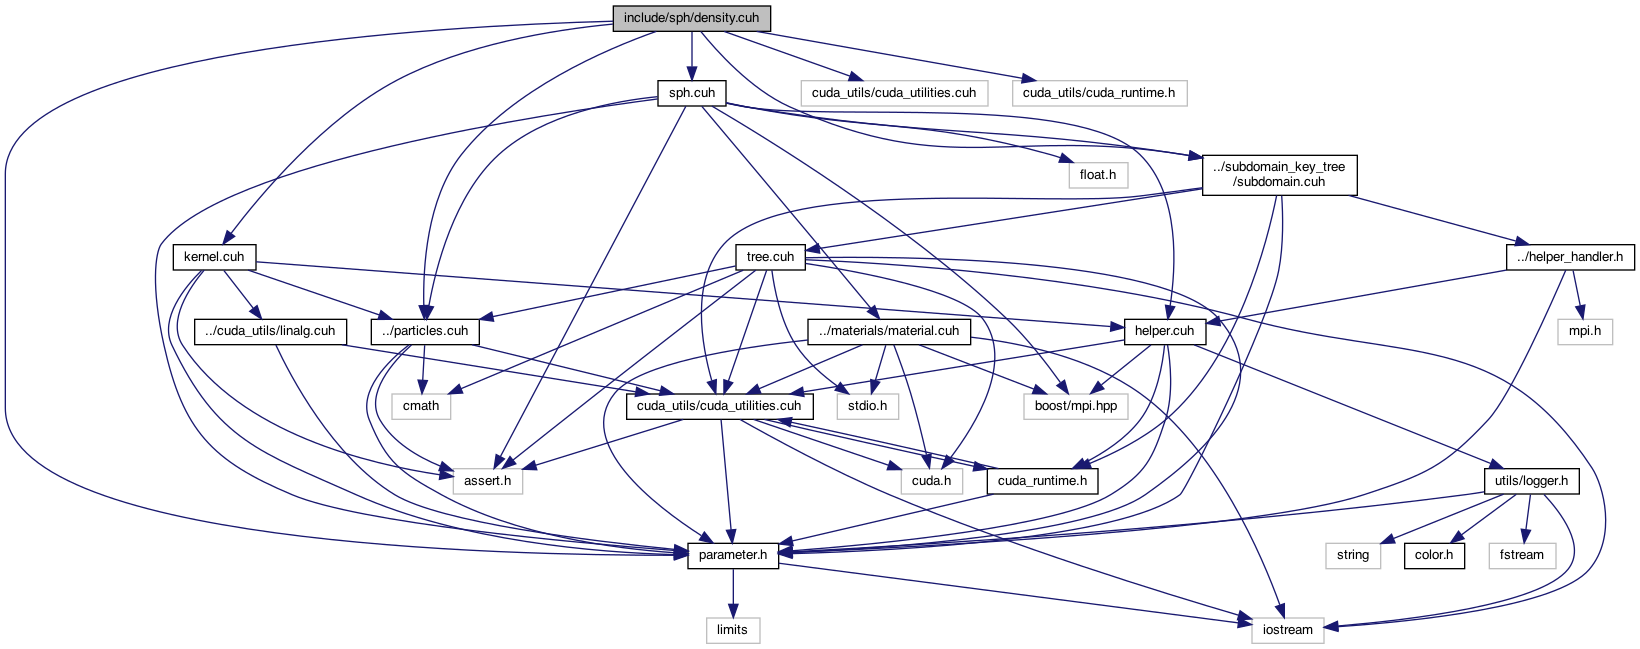 include/sph/density.cuh
sph.cuh
cuda_utils/cuda_utilities.cuh
cuda_utils/cuda_runtime.h
float.h
../subdomain_key_tree
/subdomain.cuh
kernel.cuh
tree.cuh
../helper_handler.h
../cuda_utils/linalg.cuh
../particles.cuh
../materials/material.cuh
helper.cuh
mpi.h
cmath
cuda_utils/cuda_utilities.cuh
stdio.h
boost/mpi.hpp
assert.h
cuda.h
cuda_runtime.h
utils/logger.h
parameter.h
string
color.h
fstream
limits
iostream